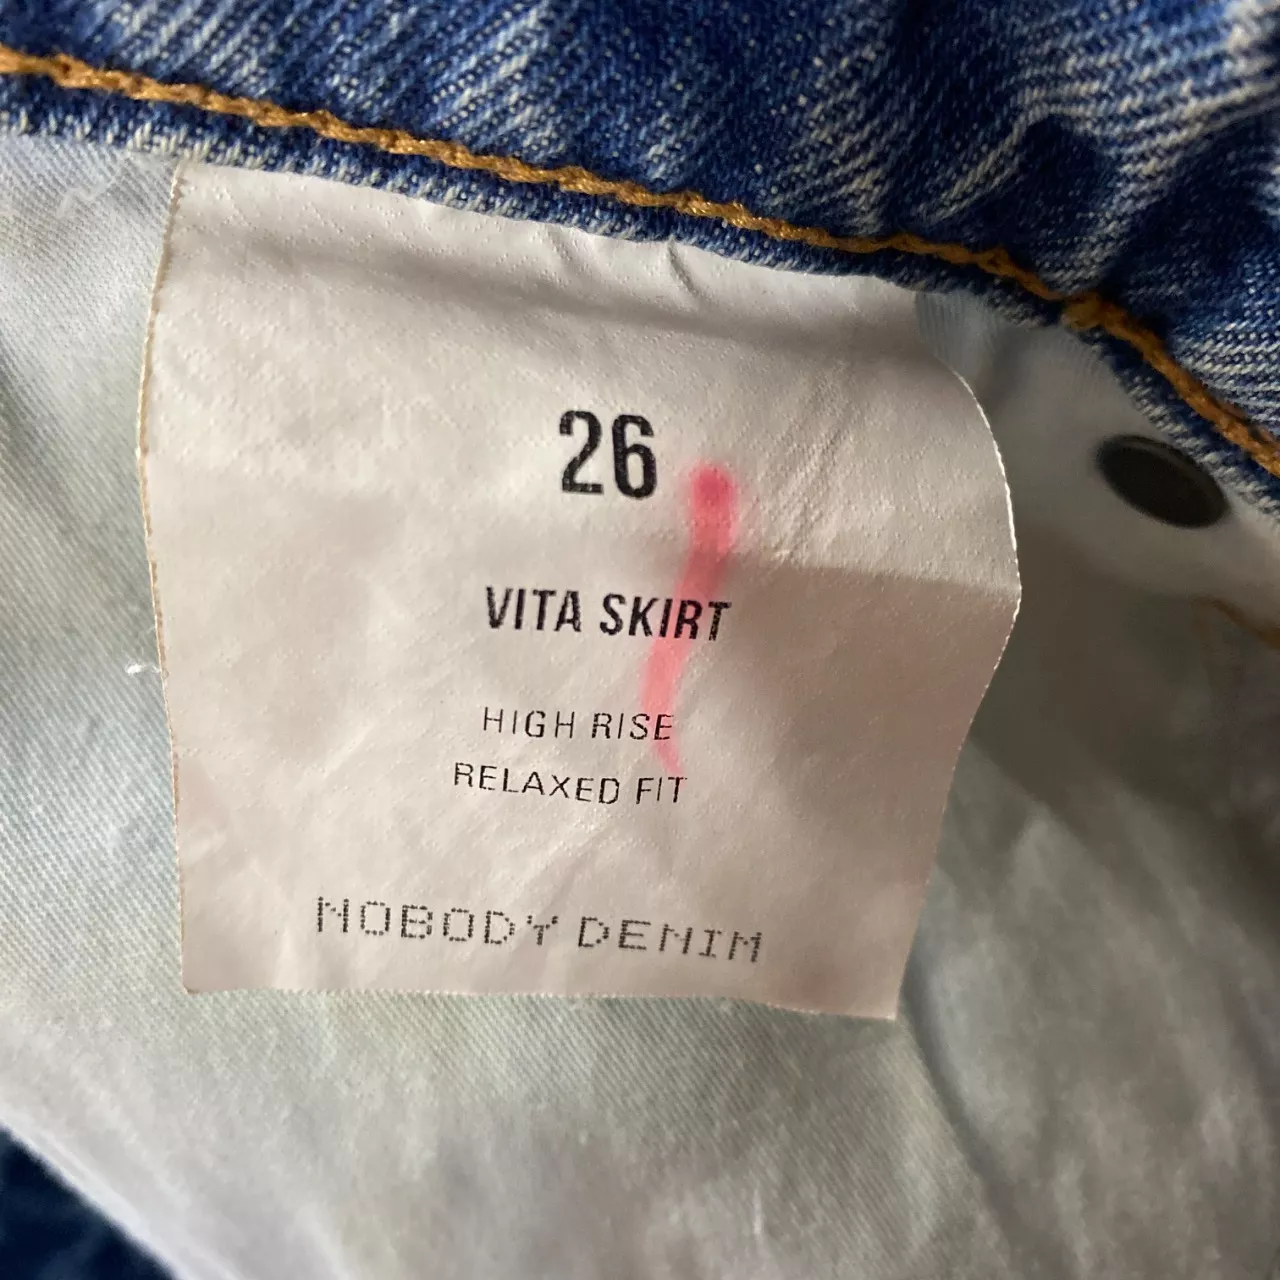 26
VITA SKIRT
HIGH RISE
RELAXED FIT
NOBODY DENIM